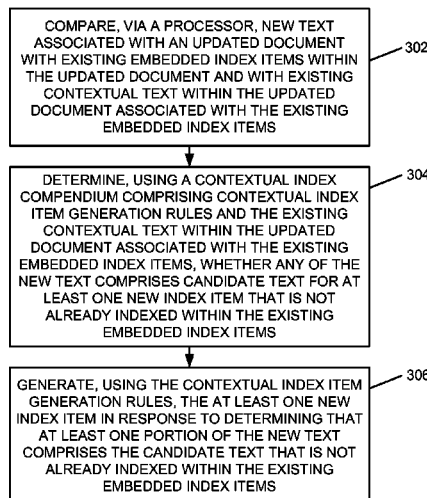 COMPARE, VIA A PROCESSOR, NEW TEXT
ASSOCIATED WITH AN UPDATED DOCUMENT
WITH EXISTING EMBEDDED INDEX ITEMS WITHIN
THE UPDATED DOCUMENT AND WITH EXISTING
CONTEXTUAL TEXT WITHIN THE UPDATED
DOCUMENT ASSOCIATED WITH THE EXISTING
EMBEDDED INDEX ITEMS
302
DETERMINE, USING A CONTEXTUAL INDEX
COMPENDIUM COMPRISING CONTEXTUAL INDEX
ITEM GENERATION RULES AND THE EXISTING
CONTEXTUAL TEXT WITHIN THE UPDATED
DOCUMENT ASSOCIATED WITH THE EXISTING
EMBEDDED INDEX ITEMS, WHETHER ANY OF THE
NEW TEXT COMPRISES CANDIDATE TEXT FOR AT
LEAST ONE NEW INDEX ITEM THAT IS NOT
ALREADY INDEXED WITHIN THE EXISTING
EMBEDDED INDEX ITEMS
304
GENERATE, USING THE CONTEXTUAL INDEX ITEM
GENERATION RULES, THE AT LEAST ONE NEW
INDEX ITEM IN RESPONSE TO DETERMINING THAT
AT LEAST ONE PORTION OF THE NEW TEXT
COMPRISES THE CANDIDATE TEXT THAT IS NOT
ALREADY INDEXED WITHIN THE EXISTING
EMBEDDED INDEX ITEMS
306